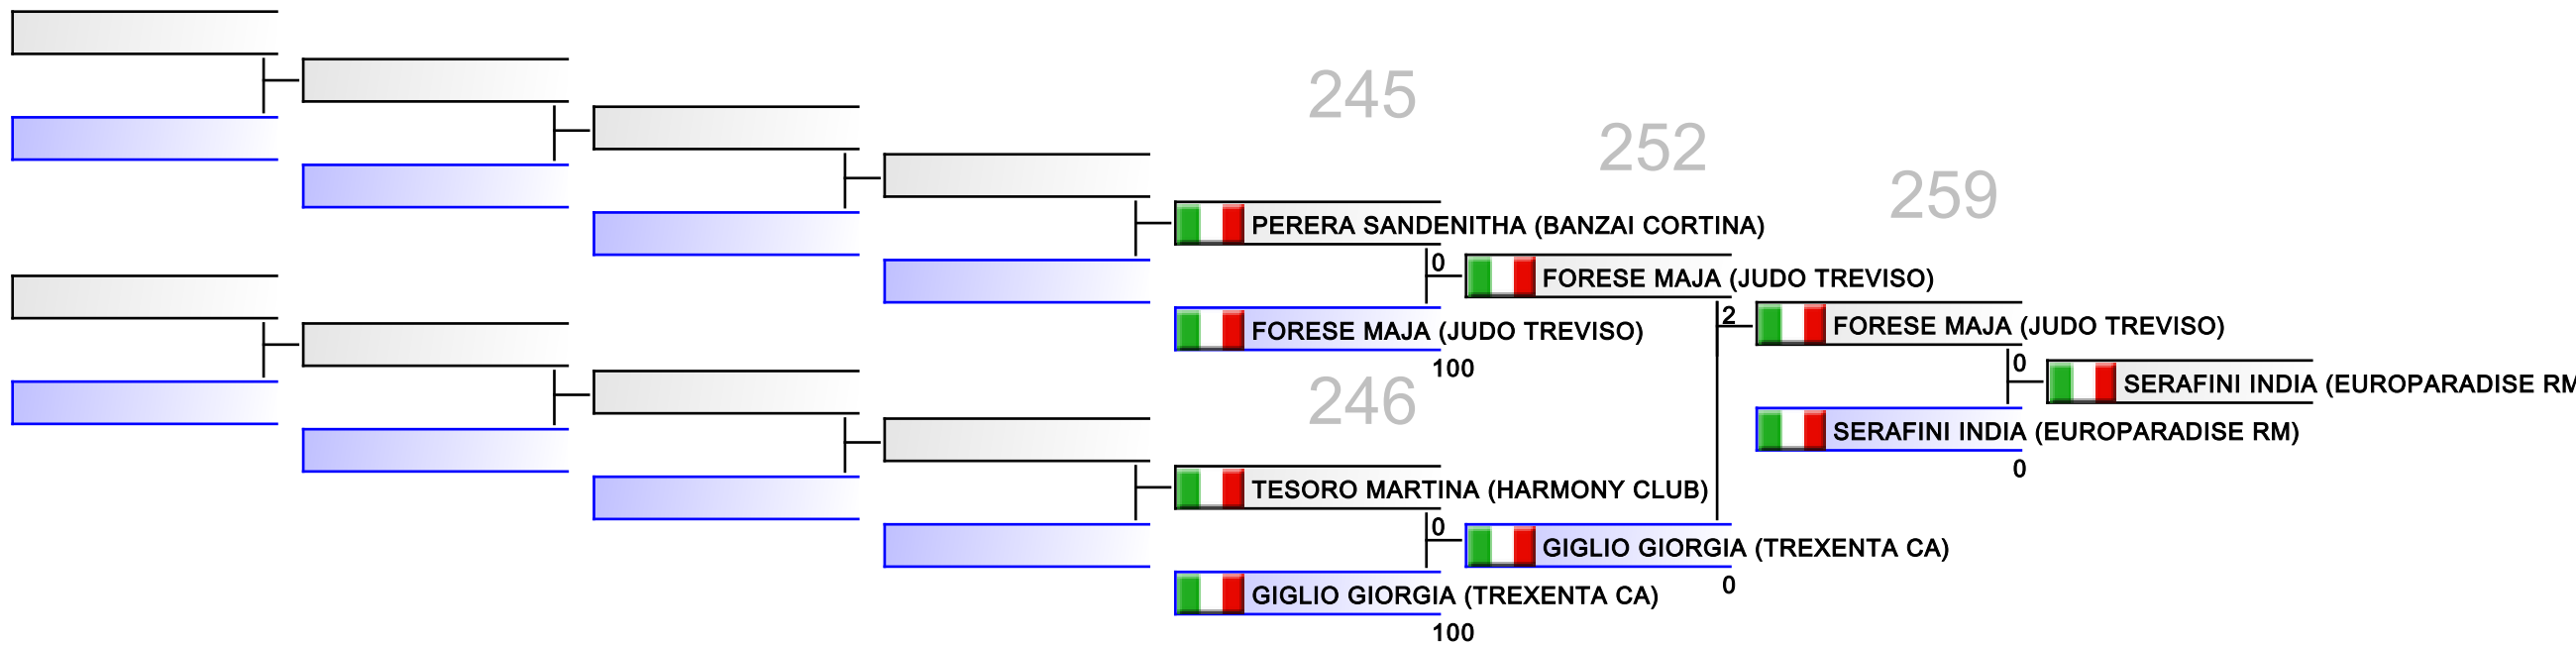 245
252
259
PERERA SANDENITHA (BANZAI CORTINA)
0
FORESE MAJA (JUDO TREVISO)
FORESE MAJA (JUDO TREVISO)
100
2
FORESE MAJA (JUDO TREVISO)
0
SERAFINI INDIA (EUROPARADISE RM
SERAFINI INDIA (EUROPARADISE RM)
0
246
TESORO MARTINA (HARMONY CLUB)
0
GIGLIO GIORGIA (TREXENTA CA)
0
GIGLIO GIORGIA (TREXENTA CA)
100